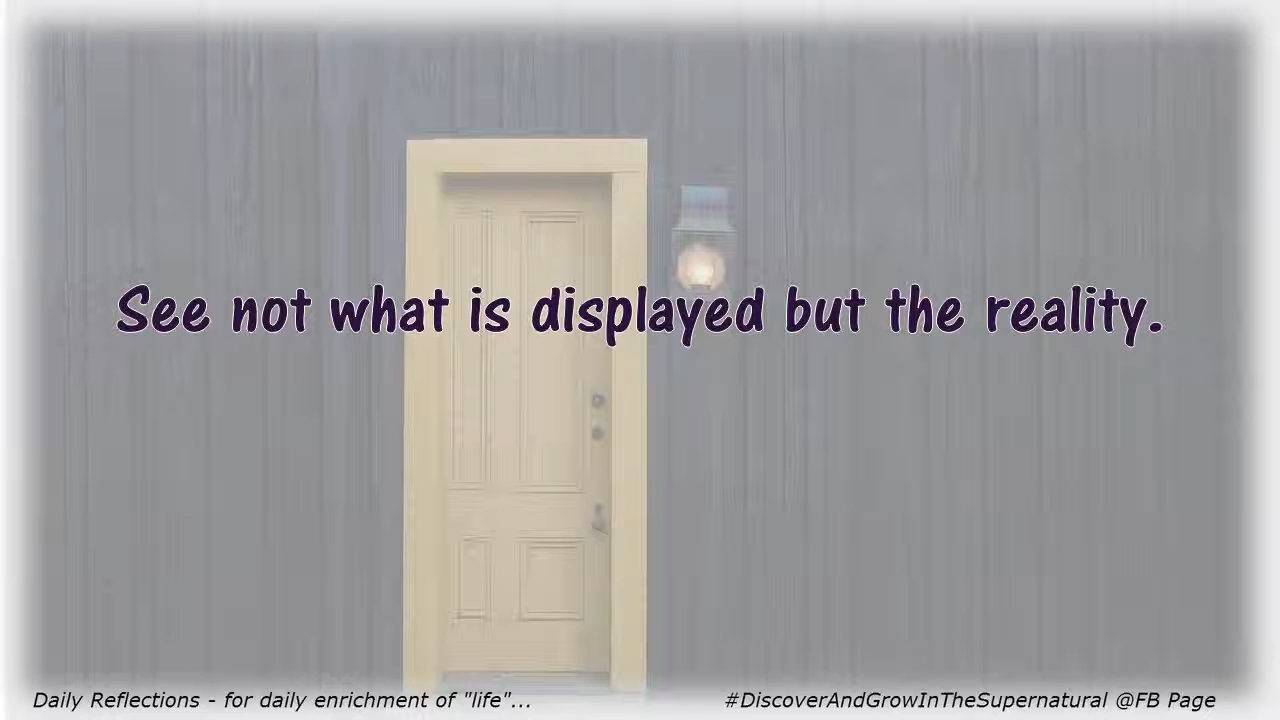 See not what is displayed but the reality.
Daily Reflections - for daily enrichment of "life"...
#DiscoverAndGrowInTheSupernatural @FB Page